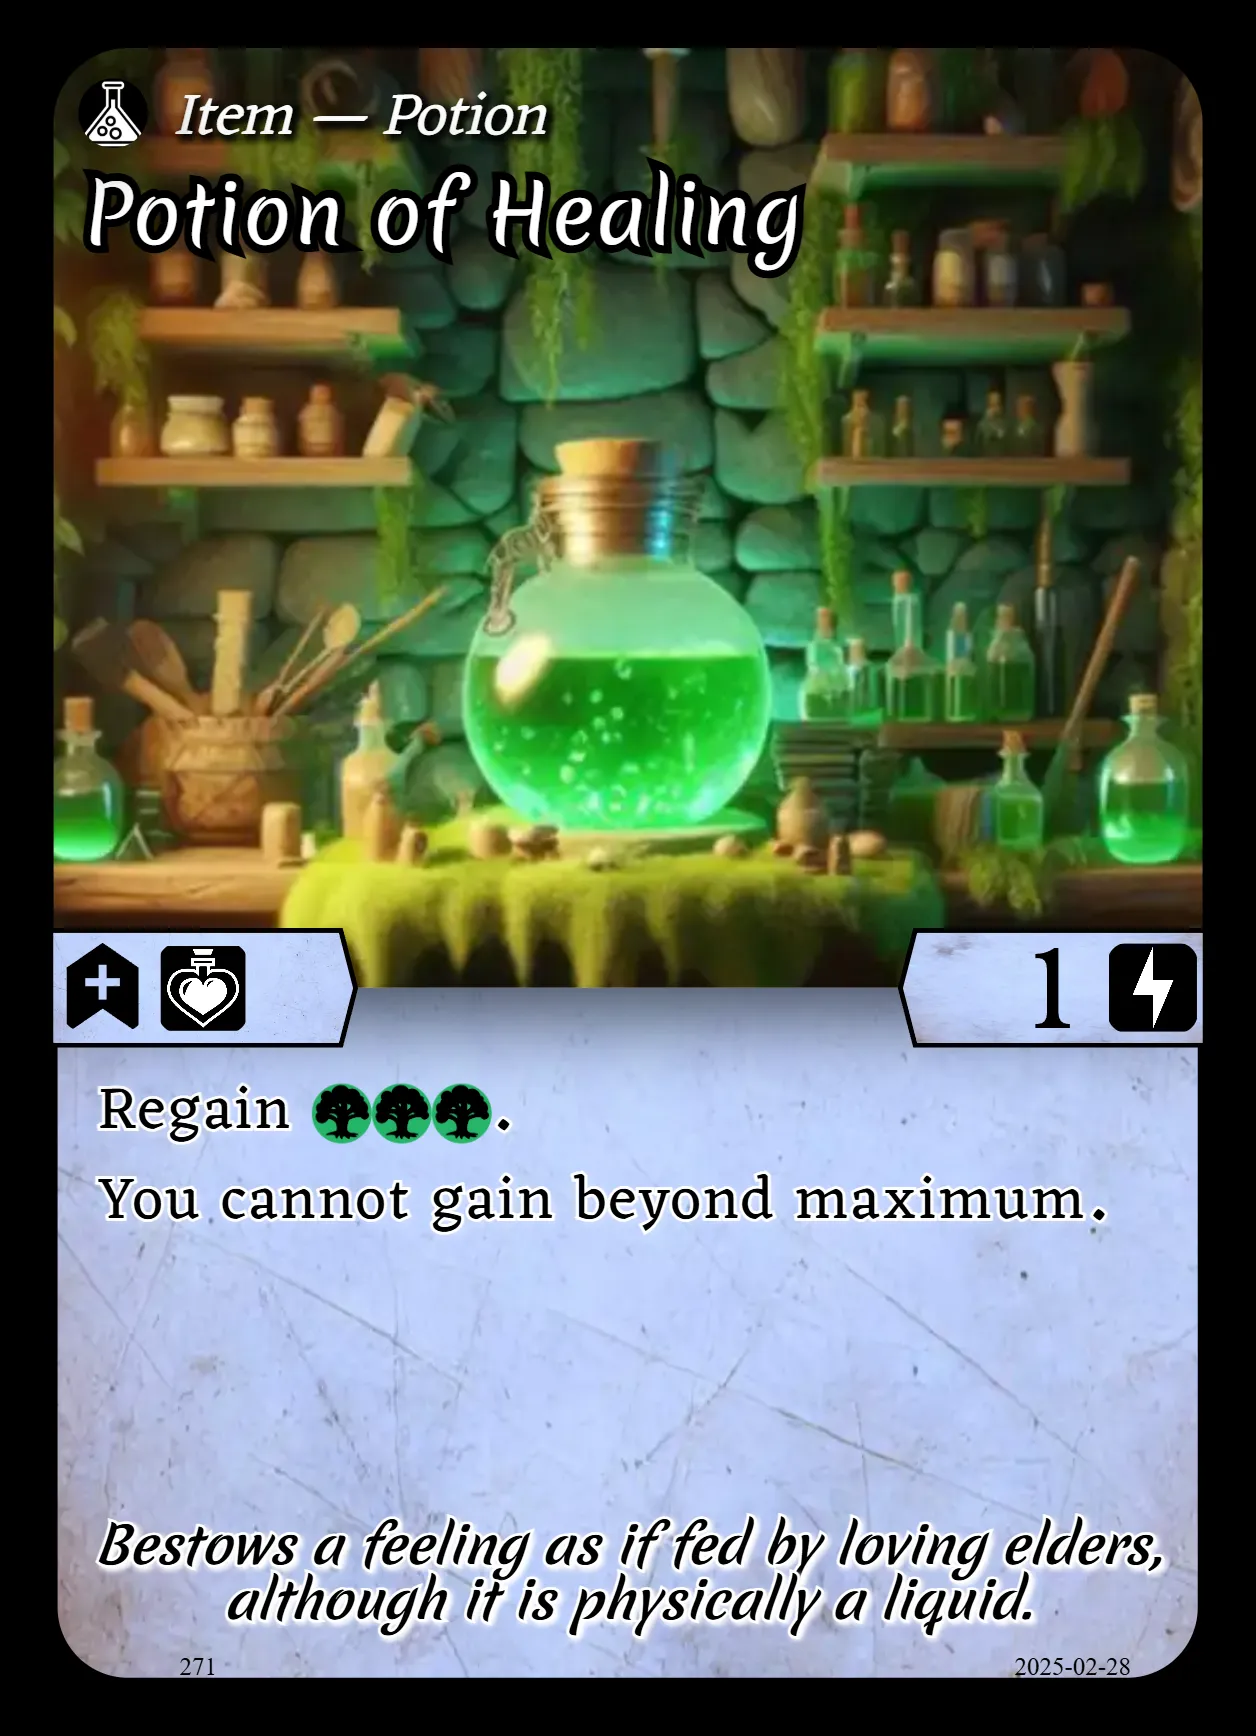 Item — Potion
Potion of Healing
1
Regain .
You cannot gain beyond maximum.
Bestows a feeling as if fed by loving elders,
although it is physically a liquid.
271
2025-02-28